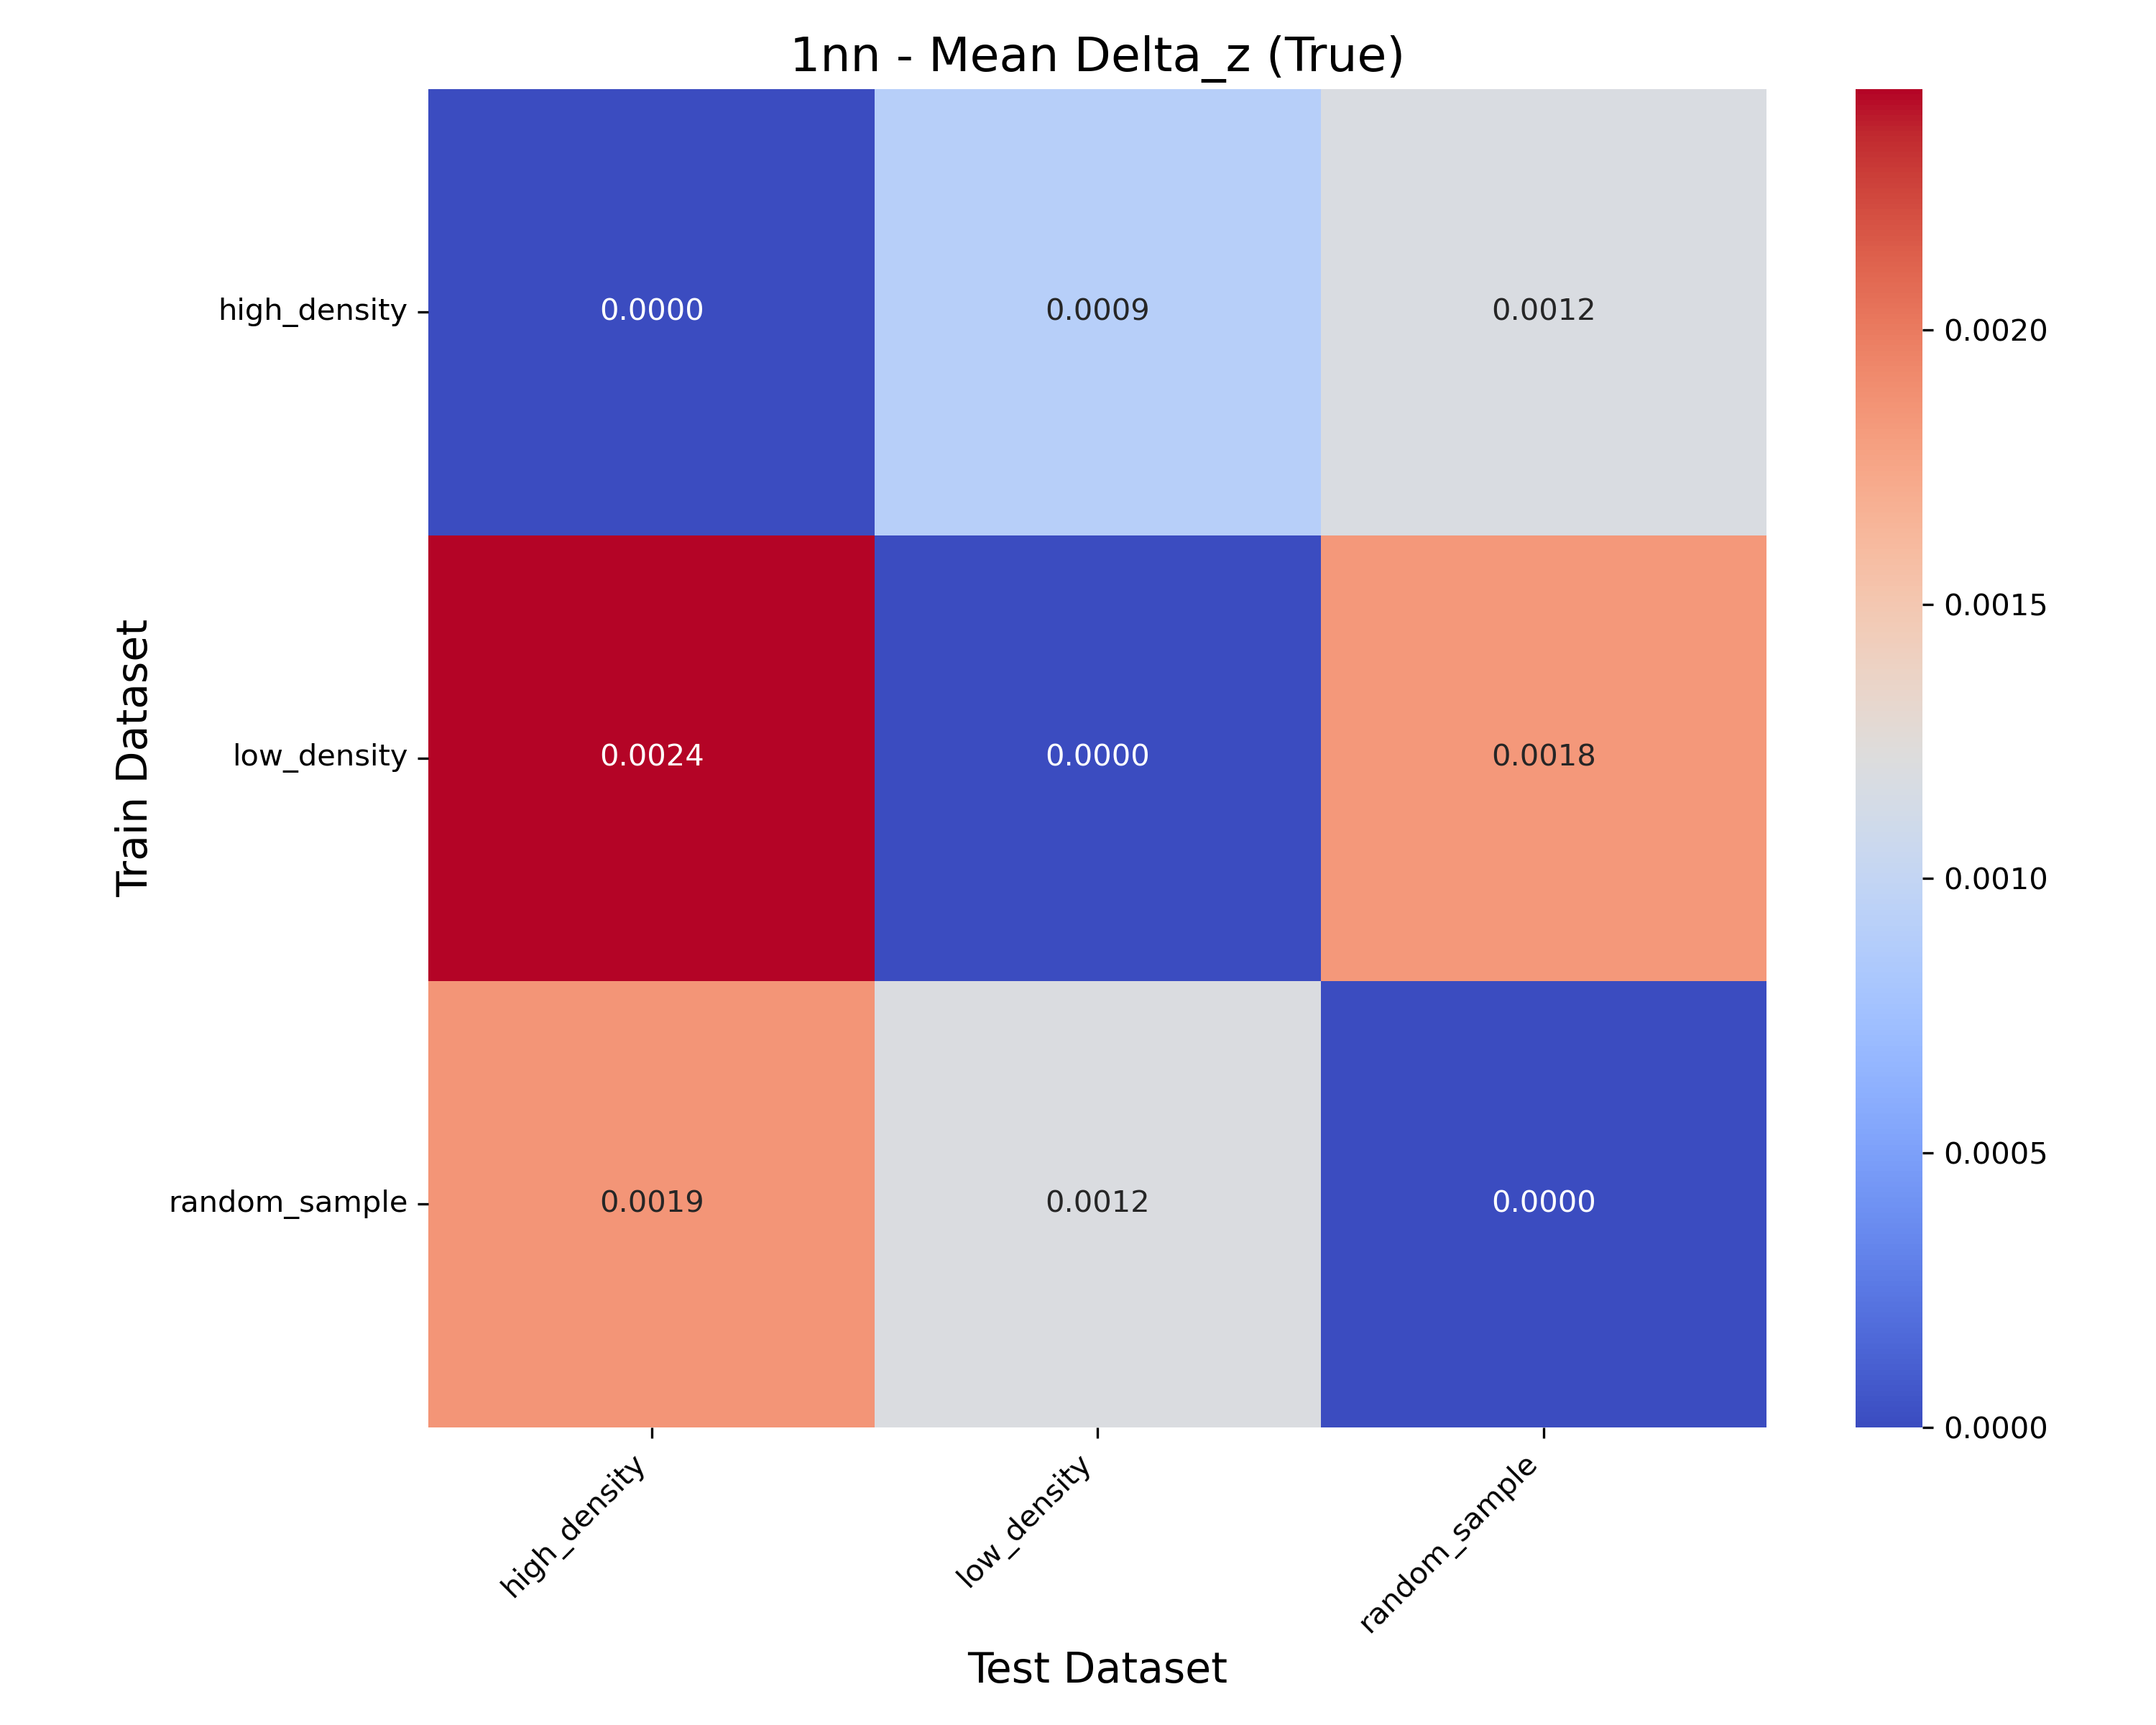 1nn - Mean Delta_z (True)
Train Dataset
high_density
0.0000
0.0009
0.0012
low_density
0.0024
0.0000
0.0018
random_sample
0.0019
0.0012
0.0000
high_density
low_density
random_sample
Test Dataset
0.0020
0.0015
0.0010
0.0005
0.0000